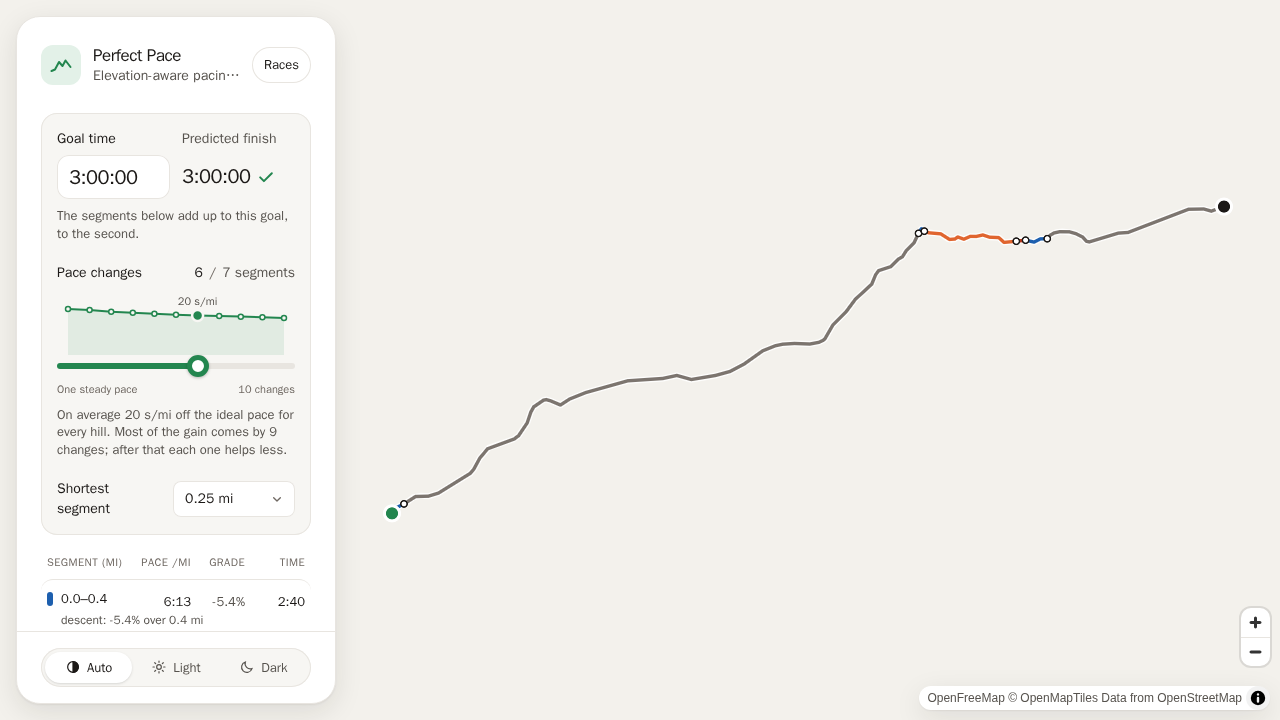 Perfect Pace
Elevation-aware pacin···
Races
Goal time
Predicted finish
3:00:00
3:00:00
The segments below add up to this goal,
to the second.
Pace changes
6 / 7 segments
20 s/mi
One steady pace
10 changes
On average 20 s/mi off the ideal pace for
every hill. Most of the gain comes by 9
changes; after that each one helps less.
Shortest
segment
0.25 mi
SEGMENT (MI) PACE /MI GRADE TIME
0.0–0.4 6:13 -5.4% 2:40
descent: -5.4% over 0.4 mi
Auto
Light
Dark
OpenFreeMap © OpenMapTiles Data from OpenStreetMap